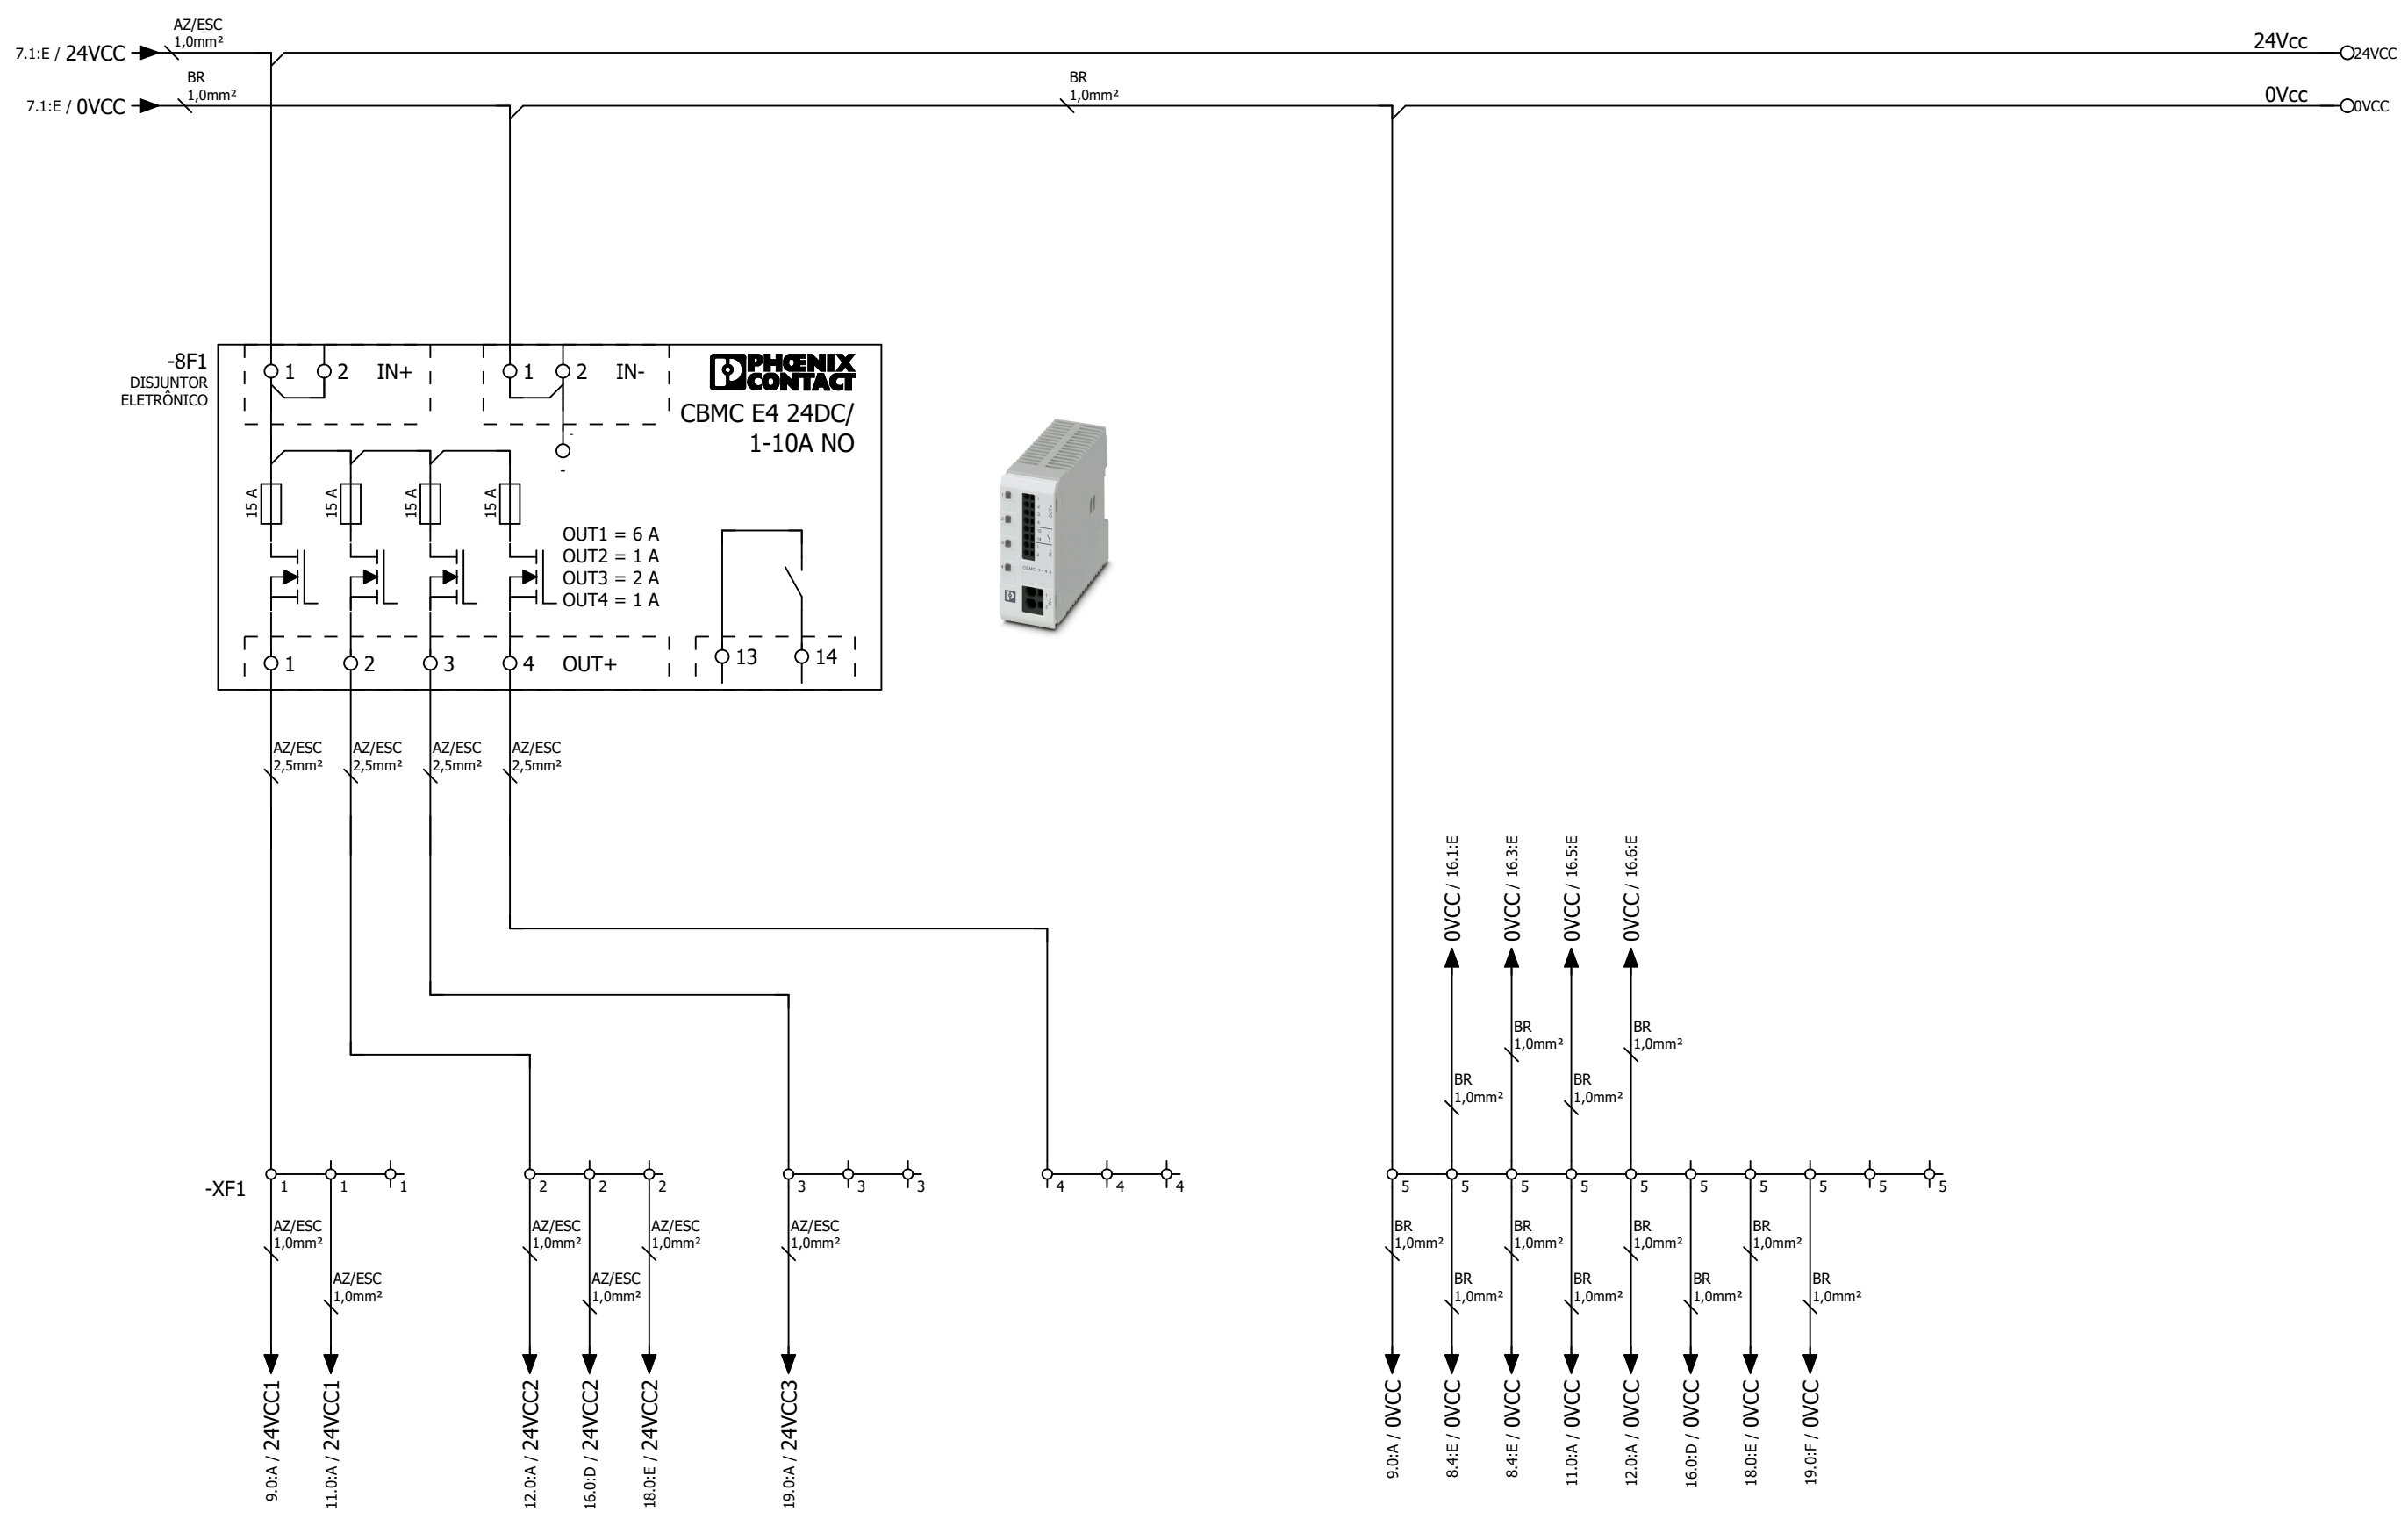 AZ/ESC
1,0mm²
7.1:E / 24VCC
24Vcc
24VCC
BR
1,0mm²
BR
1,0mm²
7.1:E / 0VCC
0Vcc
0VCC
-8F1
DISJUNTOR
ELETRÔNICO
1
2
IN+
1
2
IN-
PHŒNIX
CONTACT
CBMC E4 24DC/
1-10A NO
-
-
15 A
15 A
15 A
15 A
OUT1 = 6 A
OUT2 = 1 A
OUT3 = 2 A
OUT4 = 1 A
1
2
3
4
OUT+
13
14
AZ/ESC
2,5mm²
AZ/ESC
2,5mm²
AZ/ESC
2,5mm²
AZ/ESC
2,5mm²
0VCC / 16.1:E
0VCC / 16.3:E
0VCC / 16.5:E
0VCC / 16.6:E
BR
1,0mm²
BR
1,0mm²
BR
1,0mm²
BR
1,0mm²
-XF1
1
1
1
2
2
2
3
3
3
4
4
4
5
5
5
5
5
5
5
5
5
5
AZ/ESC
1,0mm²
AZ/ESC
1,0mm²
AZ/ESC
1,0mm²
AZ/ESC
1,0mm²
AZ/ESC
1,0mm²
AZ/ESC
1,0mm²
BR
1,0mm²
BR
1,0mm²
BR
1,0mm²
BR
1,0mm²
BR
1,0mm²
BR
1,0mm²
BR
1,0mm²
BR
1,0mm²
9.0:A / 24VCC1
11.0:A / 24VCC1
12.0:A / 24VCC2
16.0:D / 24VCC2
18.0:E / 24VCC2
19.0:A / 24VCC3
9.0:A / 0VCC
8.4:E / 0VCC
8.4:E / 0VCC
11.0:A / 0VCC
12.0:A / 0VCC
16.0:D / 0VCC
18.0:E / 0VCC
19.0:F / 0VCC